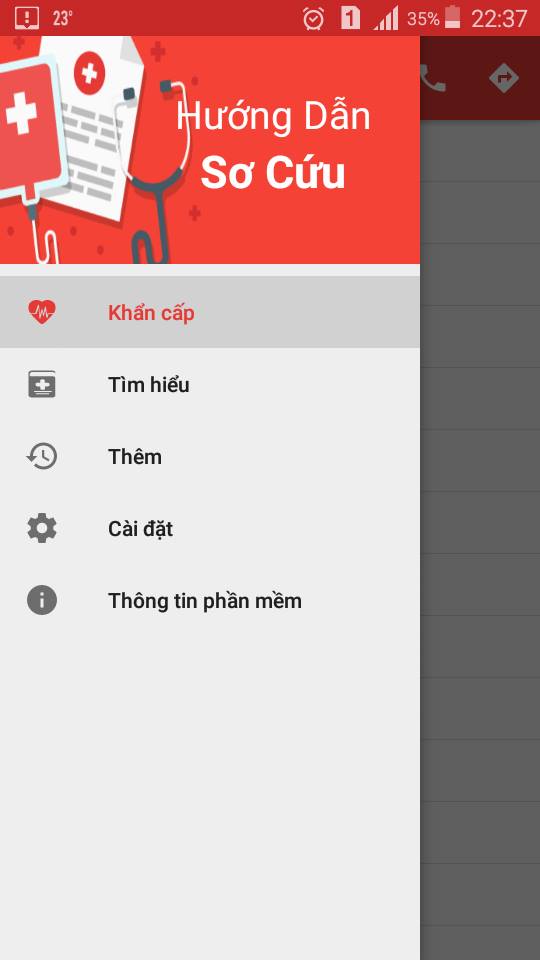 23°
1
35%
22:37
Hướng Dẫn
Sơ Cứu
Khẩn cấp
Tìm hiểu
Thêm
Cài đặt
Thông tin phần mềm